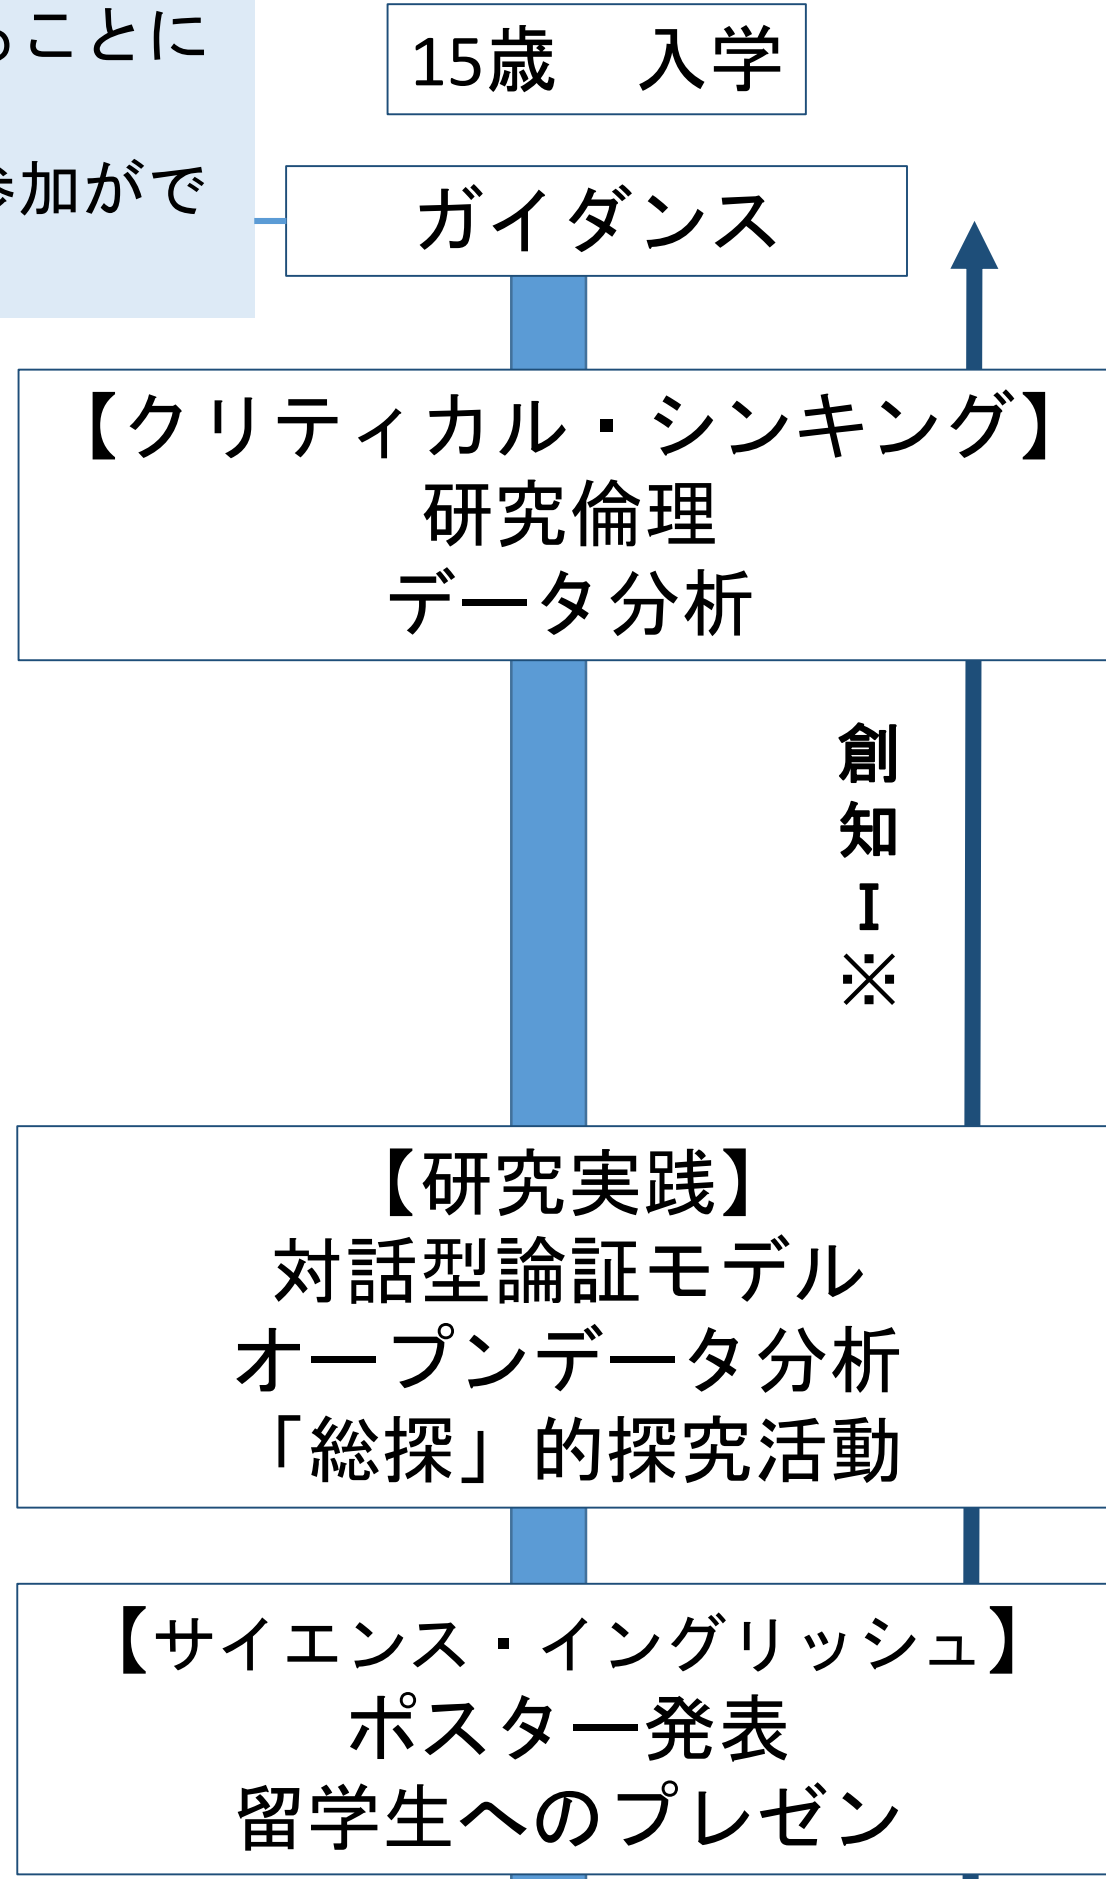 ることに
参加がで
15歳　入学
ガイダンス
【クリティカル・シンキング】
研究倫理
データ分析
創知Ⅰ※
【研究実践】
対話型論証モデル
オープンデータ分析
「総探」的探究活動
【サイエンス・イングリッシュ】
ポスター発表
留学生へのプレゼン